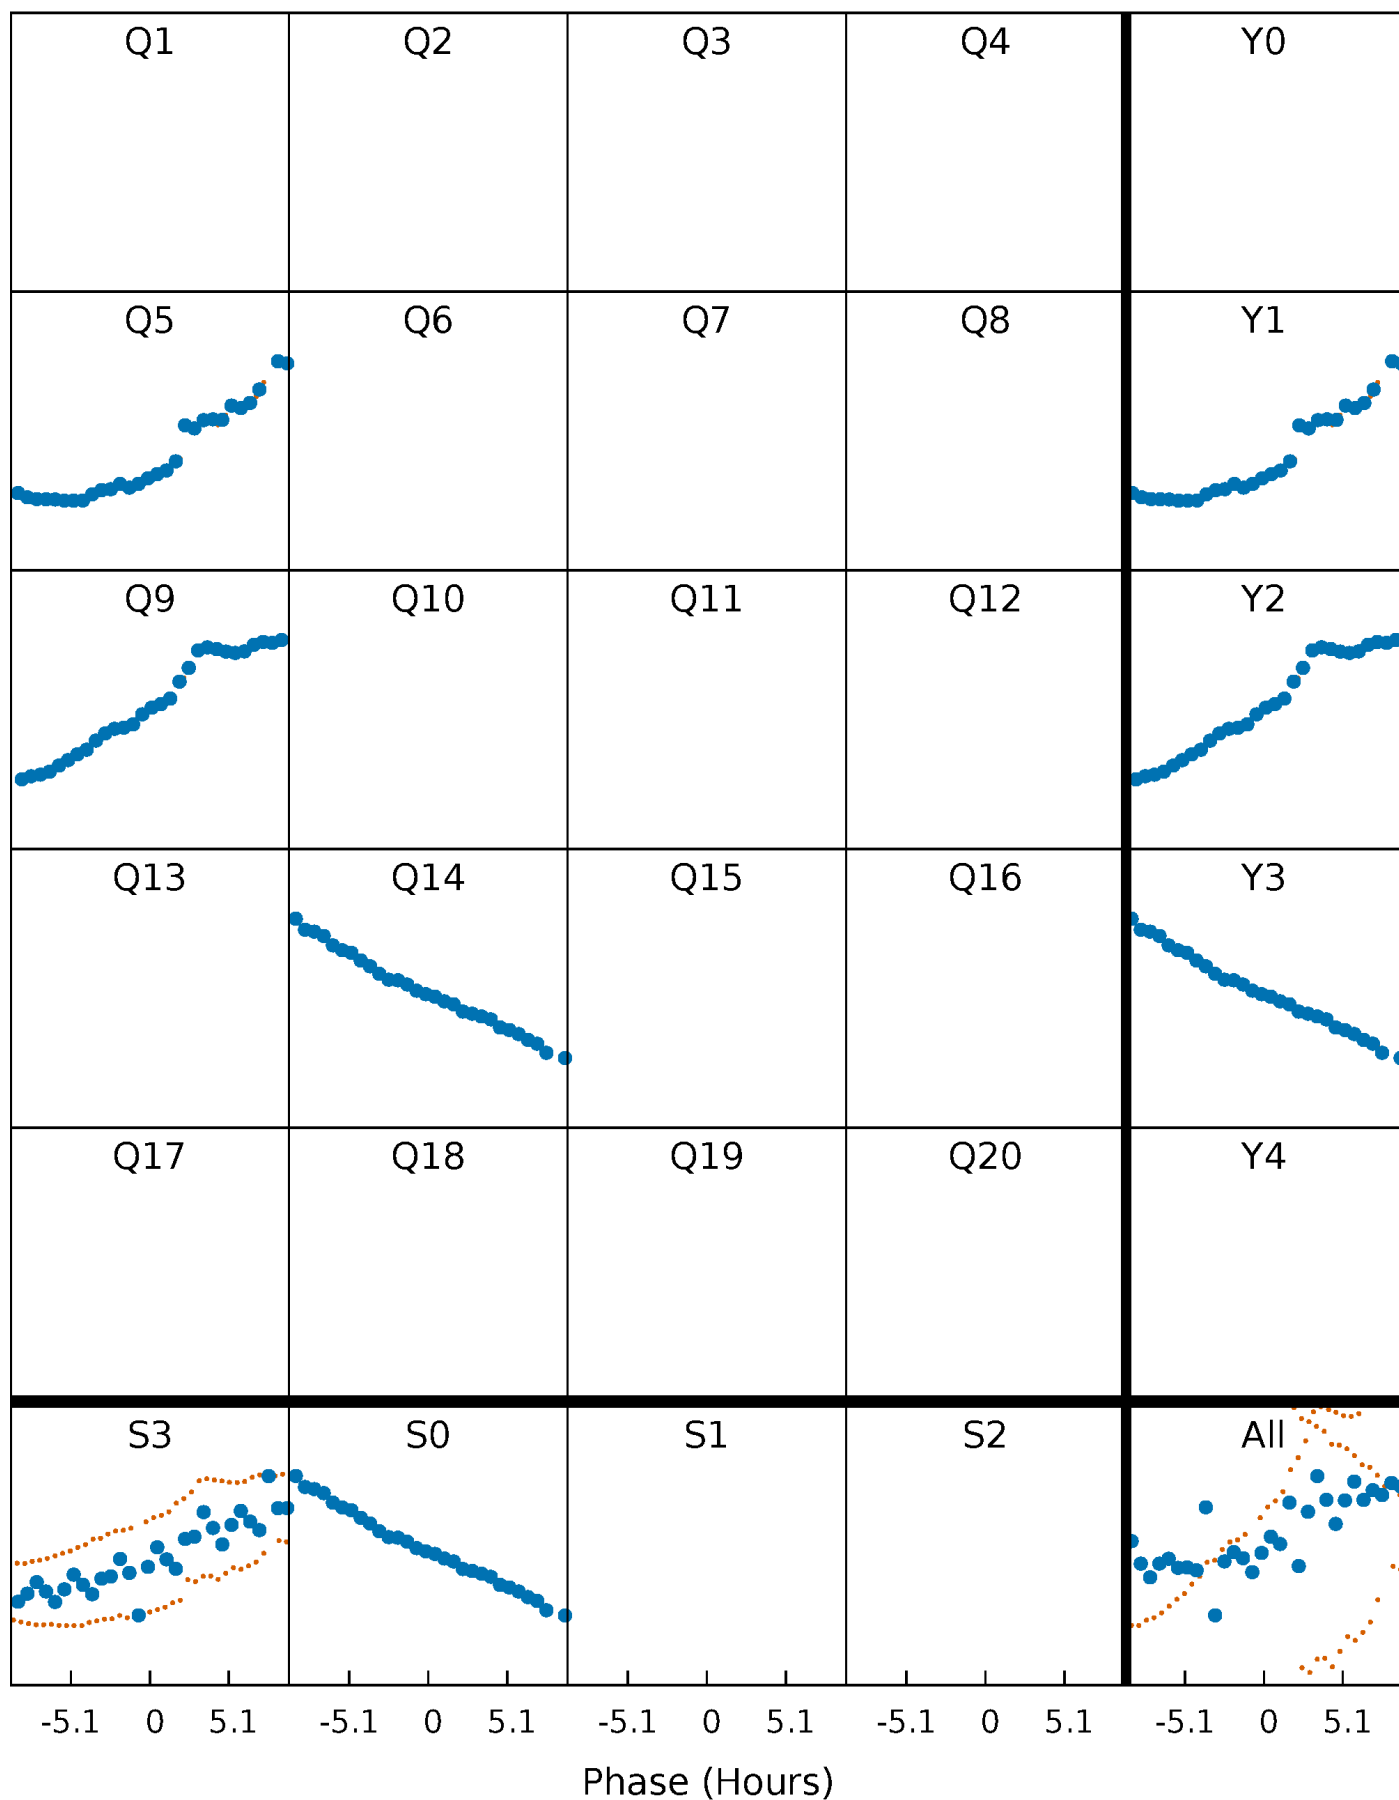 Q1 Q2 Q3 Q4 Y0
Q5 Q6 Q7 Q8 Y1
Q9 Q10 Q11 Q12 Y2
Q13 Q14 Q15 Q16 Y3
Q17 Q18 Q19 Q20 Y4
S3 S0 S1 S2 All
-5.1 0 5.1 -5.1 0 5.1 -5.1 0 5.1 -5.1 0 5.1 -5.1 0 5.1
Phase (Hours)